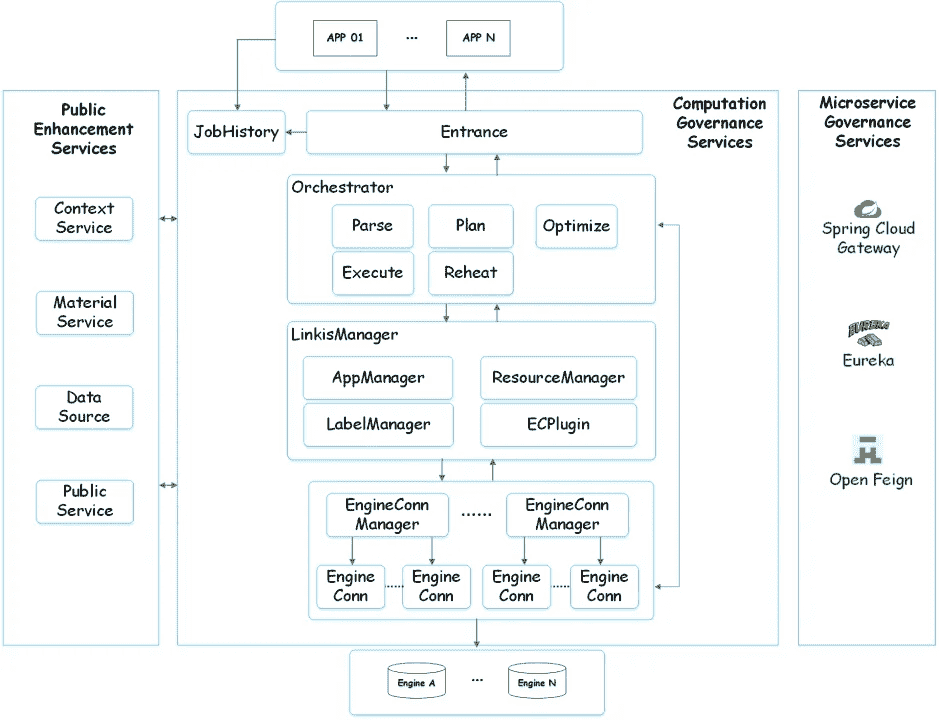 APP 01
...
APP N
Public
Enhancement
Services
Context
Service
Material
Service
Data
Source
Public
Service
JobHistory
Entrance
Computation
Governance
Services
Orchestrator
Parse
Plan
Optimize
Execute
Reheat
LinkisManager
AppManager
ResourceManager
LabelManager
ECPlugin
EngineConn
Manager
......
EngineConn
Manager
Engine
Conn
......
Engine
Conn
Engine
Conn
......
Engine
Conn
Engine A
...
Engine N
Microservice
Governance
Services
Spring Cloud
Gateway
EUREKA
Eureka
Open Feign